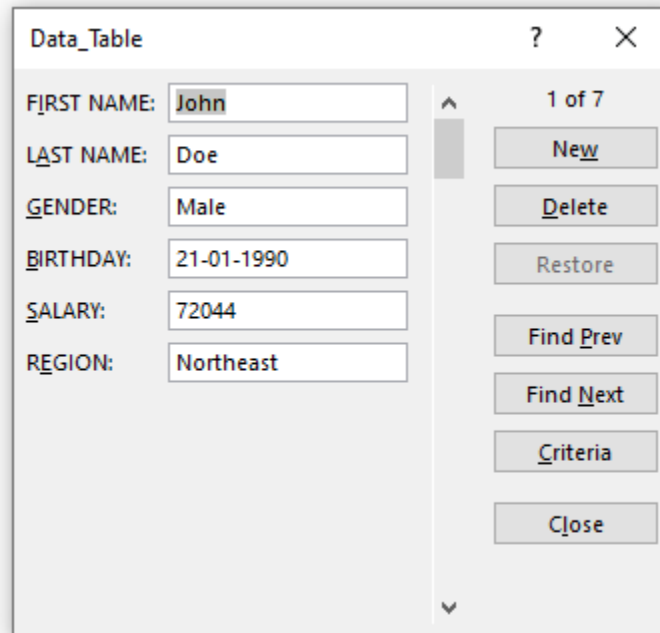 Data_Table ?
FIRST NAME: John
LAST NAME: Doe
GENDER: Male
BIRTHDAY: 21-01-1990
SALARY: 72044
REGION: Northeast
1 of 7
New
Delete
Restore
Find Prev
Find Next
Criteria
Close